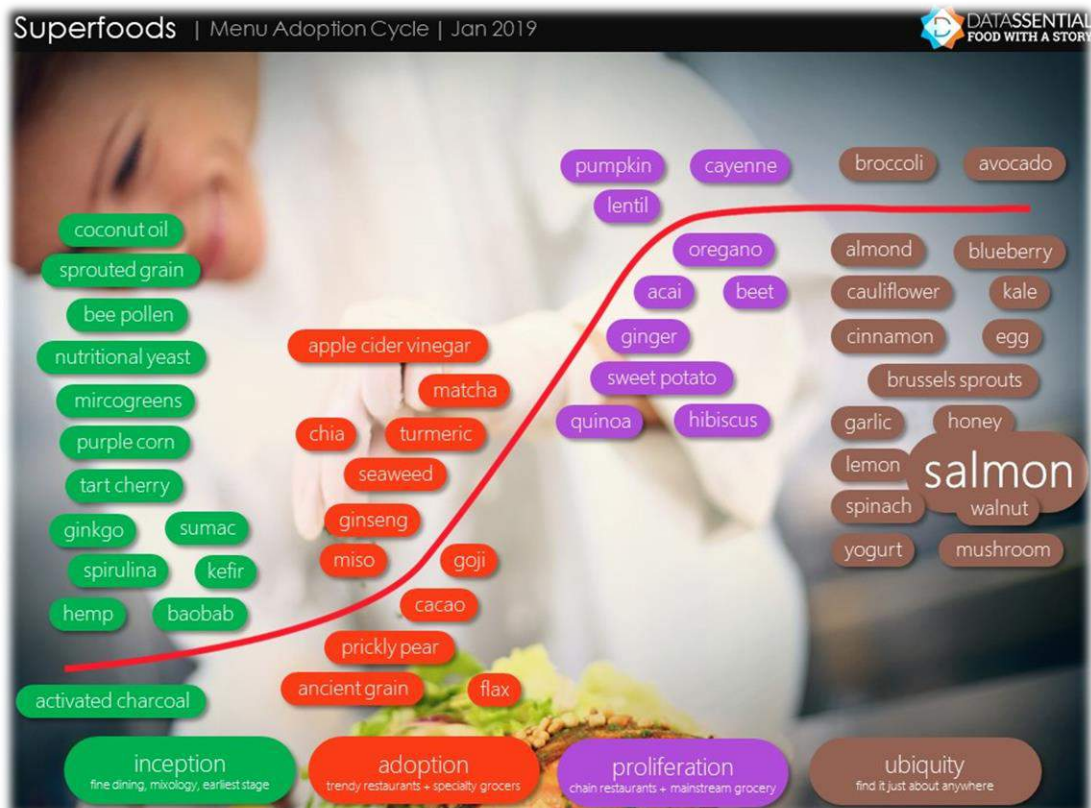 Superfoods | Menu Adoption Cycle | Jan 2019
DATASSENTIAL
FOOD WITH A STORY
coconut oil
sprouted grain
bee pollen
nutritional yeast
mircogreens
purple corn
tart cherry
ginkgo sumac
spirulina kefir
hemp baobab
activated charcoal
apple cider vinegar
matcha
chia turmeric
seaweed
ginseng
miso goji
cacao
prickly pear
ancient grain flax
pumpkin cayenne
lentil
oregano
acai beet
ginger
sweet potato
quinoa hibiscus
broccoli avocado
almond blueberry
cauliflower kale
cinnamon egg
brussels sprouts
garlic honey
lemon salmon
spinach walnut
yogurt mushroom
inception
fine dining, mixology, earliest stage
adoption
trendy restaurants + specialty grocers
proliferation
chain restaurants + mainstream grocery
ubiquity
find it just about anywhere